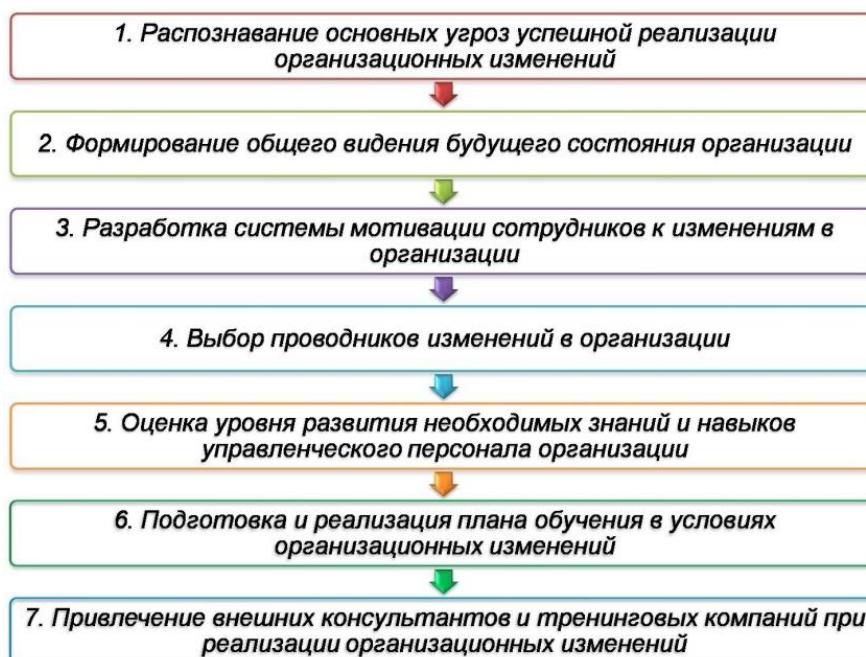 1. Распознавание основных угроз успешной реализации
организационных изменений
2. Формирование общего видения будущего состояния организации
3. Разработка системы мотивации сотрудников к изменениям в
организации
4. Выбор проводников изменений в организации
5. Оценка уровня развития необходимых знаний и навыков
управленческого персонала организации
6. Подготовка и реализация плана обучения в условиях
организационных изменений
7. Привлечение внешних консультантов и тренинговых компаний при
реализации организационных изменений